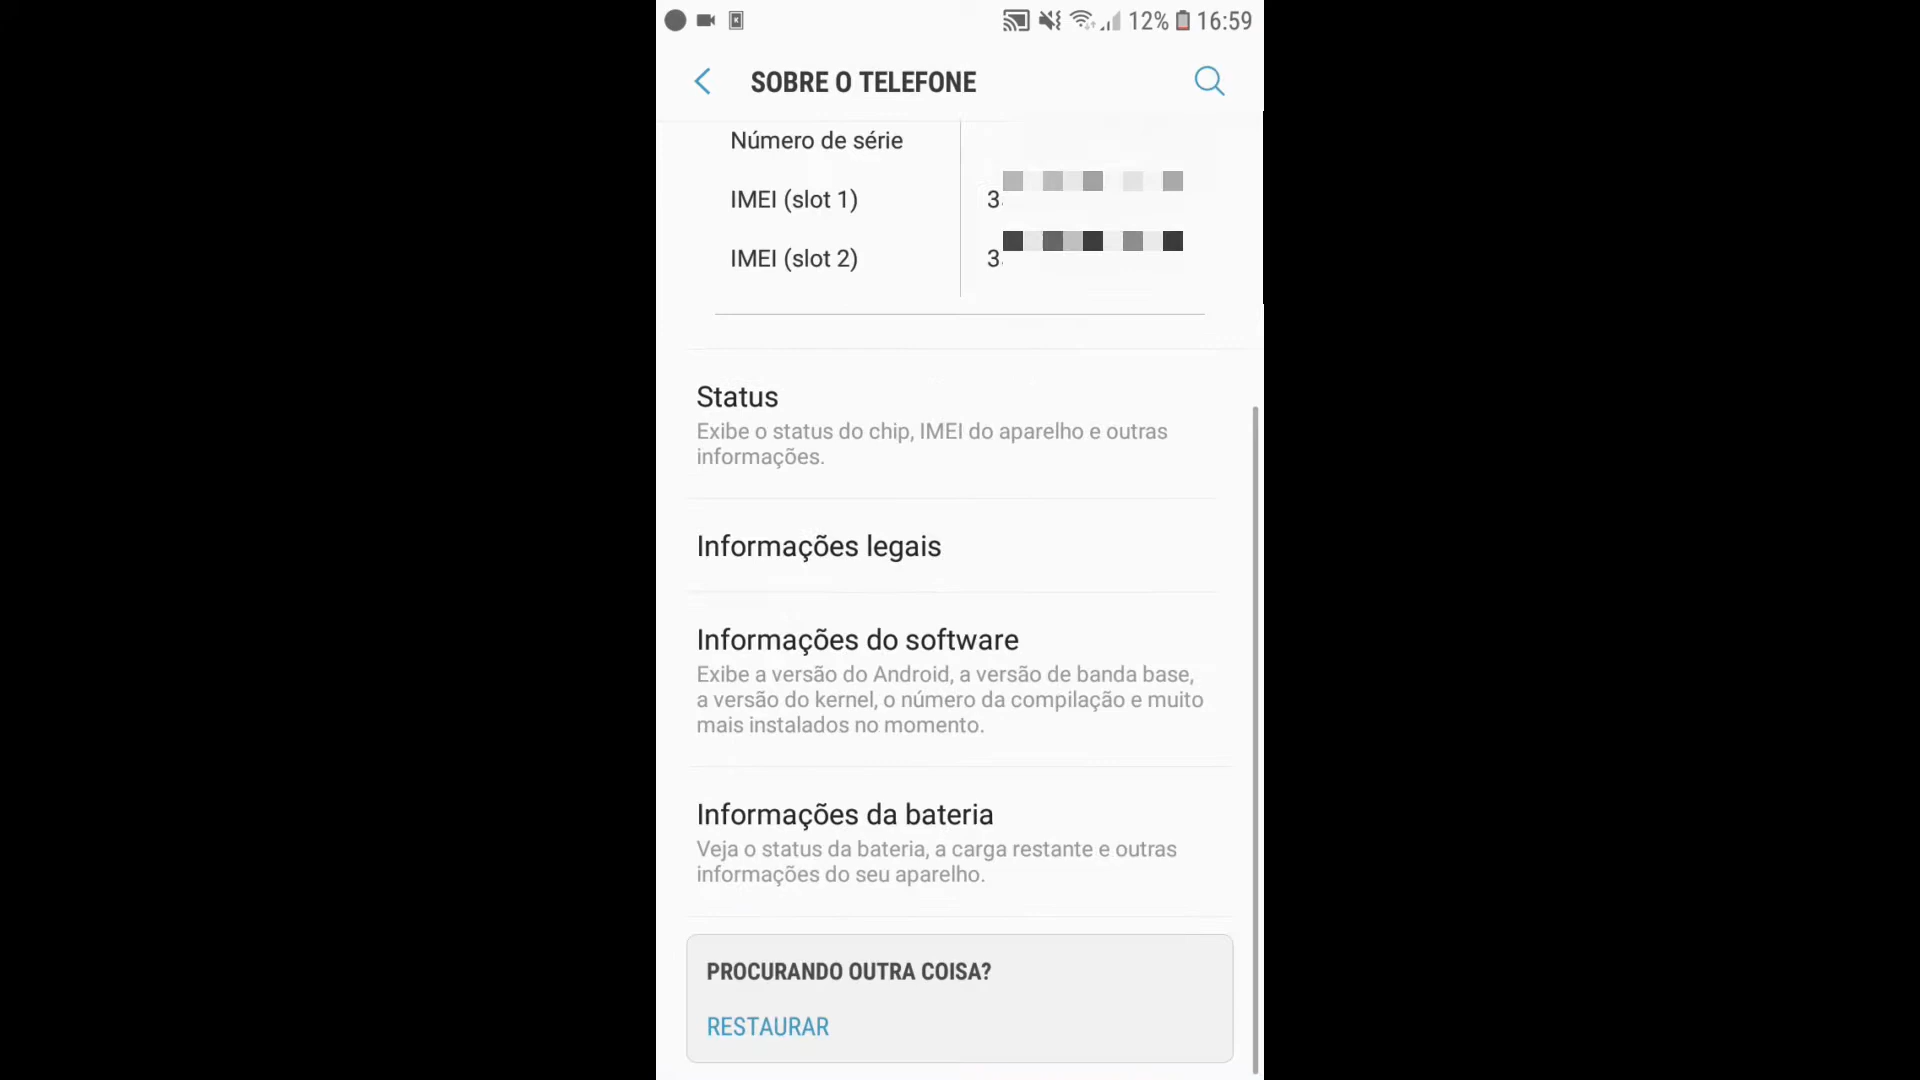 12% 16:59
SOBRE O TELEFONE
Número de série
IMEI (slot 1) 3
IMEI (slot 2) 3
Status
Exibe o status do chip, IMEI do aparelho e outras
informações.
Informações legais
Informações do software
Exibe a versão do Android, a versão de banda base,
a versão do kernel, o número da compilação e muito
mais instalados no momento.
Informações da bateria
Veja o status da bateria, a carga restante e outras
informações do seu aparelho.
PROCURANDO OUTRA COISA?
RESTAURAR